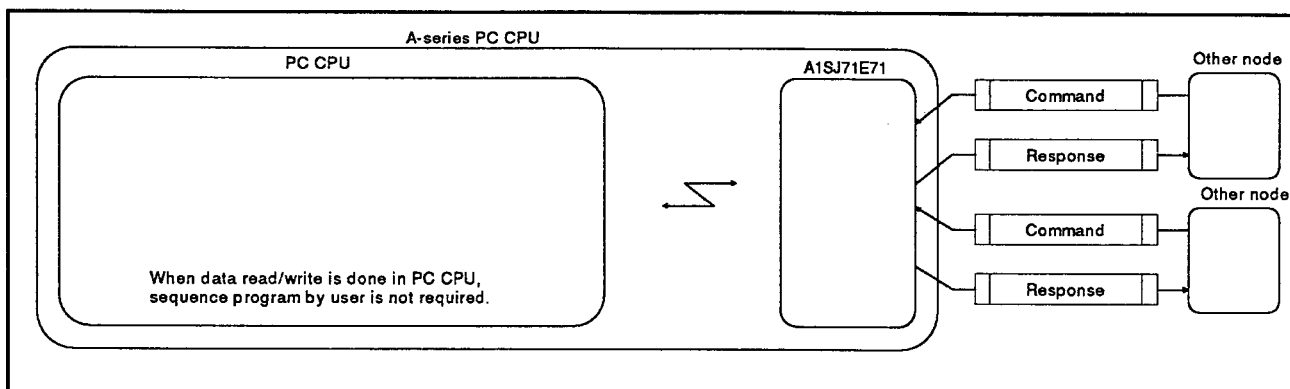 A-series PC CPU
PC CPU
A1SJ71E71
Other node
Command
Response
Other node
Command
Response
When data read/write is done in PC CPU,
sequence program by user is not required.